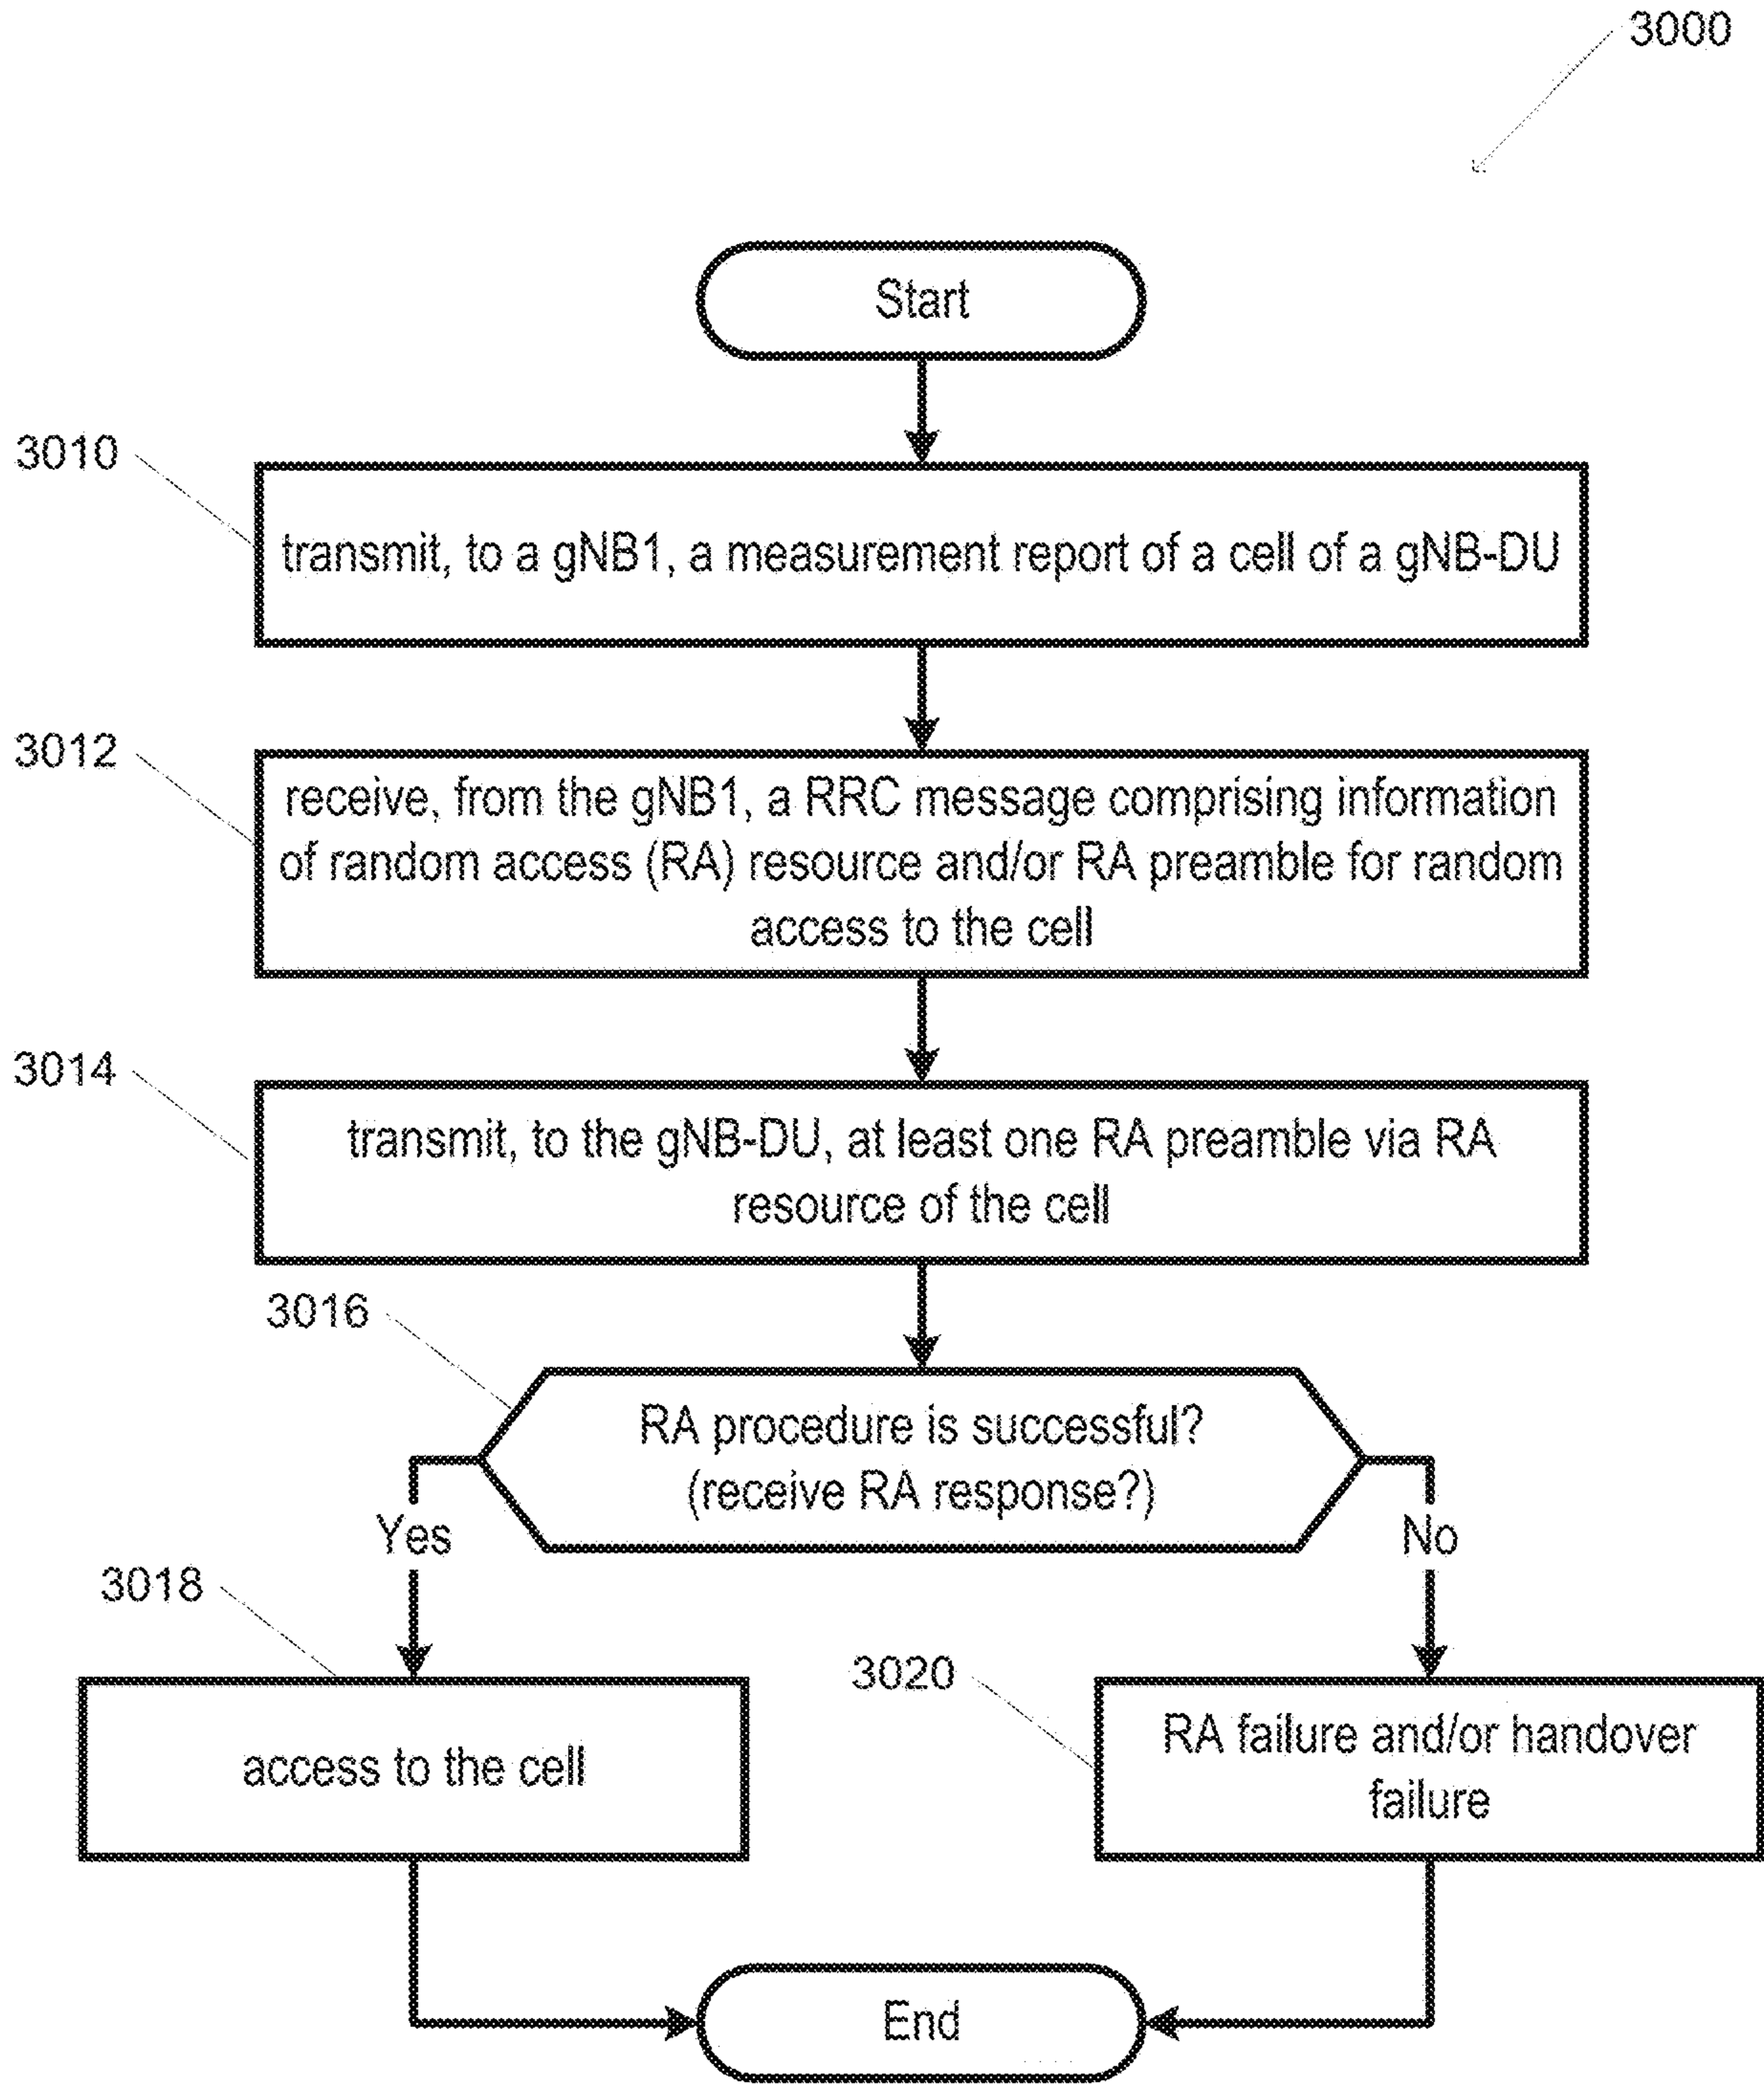 3000
Start
3010
transmit, to a gNB1, a measurement report of a cell of a gNB-DU
3012
receive, from the gNB1, a RRC message comprising information
of random access (RA) resource and/or RA preamble for random
access to the cell
3014
transmit, to the gNB-DU, at least one RA preamble via RA
resource of the cell
3016
RA procedure is successful?
(receive RA response?)
Yes
No
3018
access to the cell
3020
RA failure and/or handover
failure
End